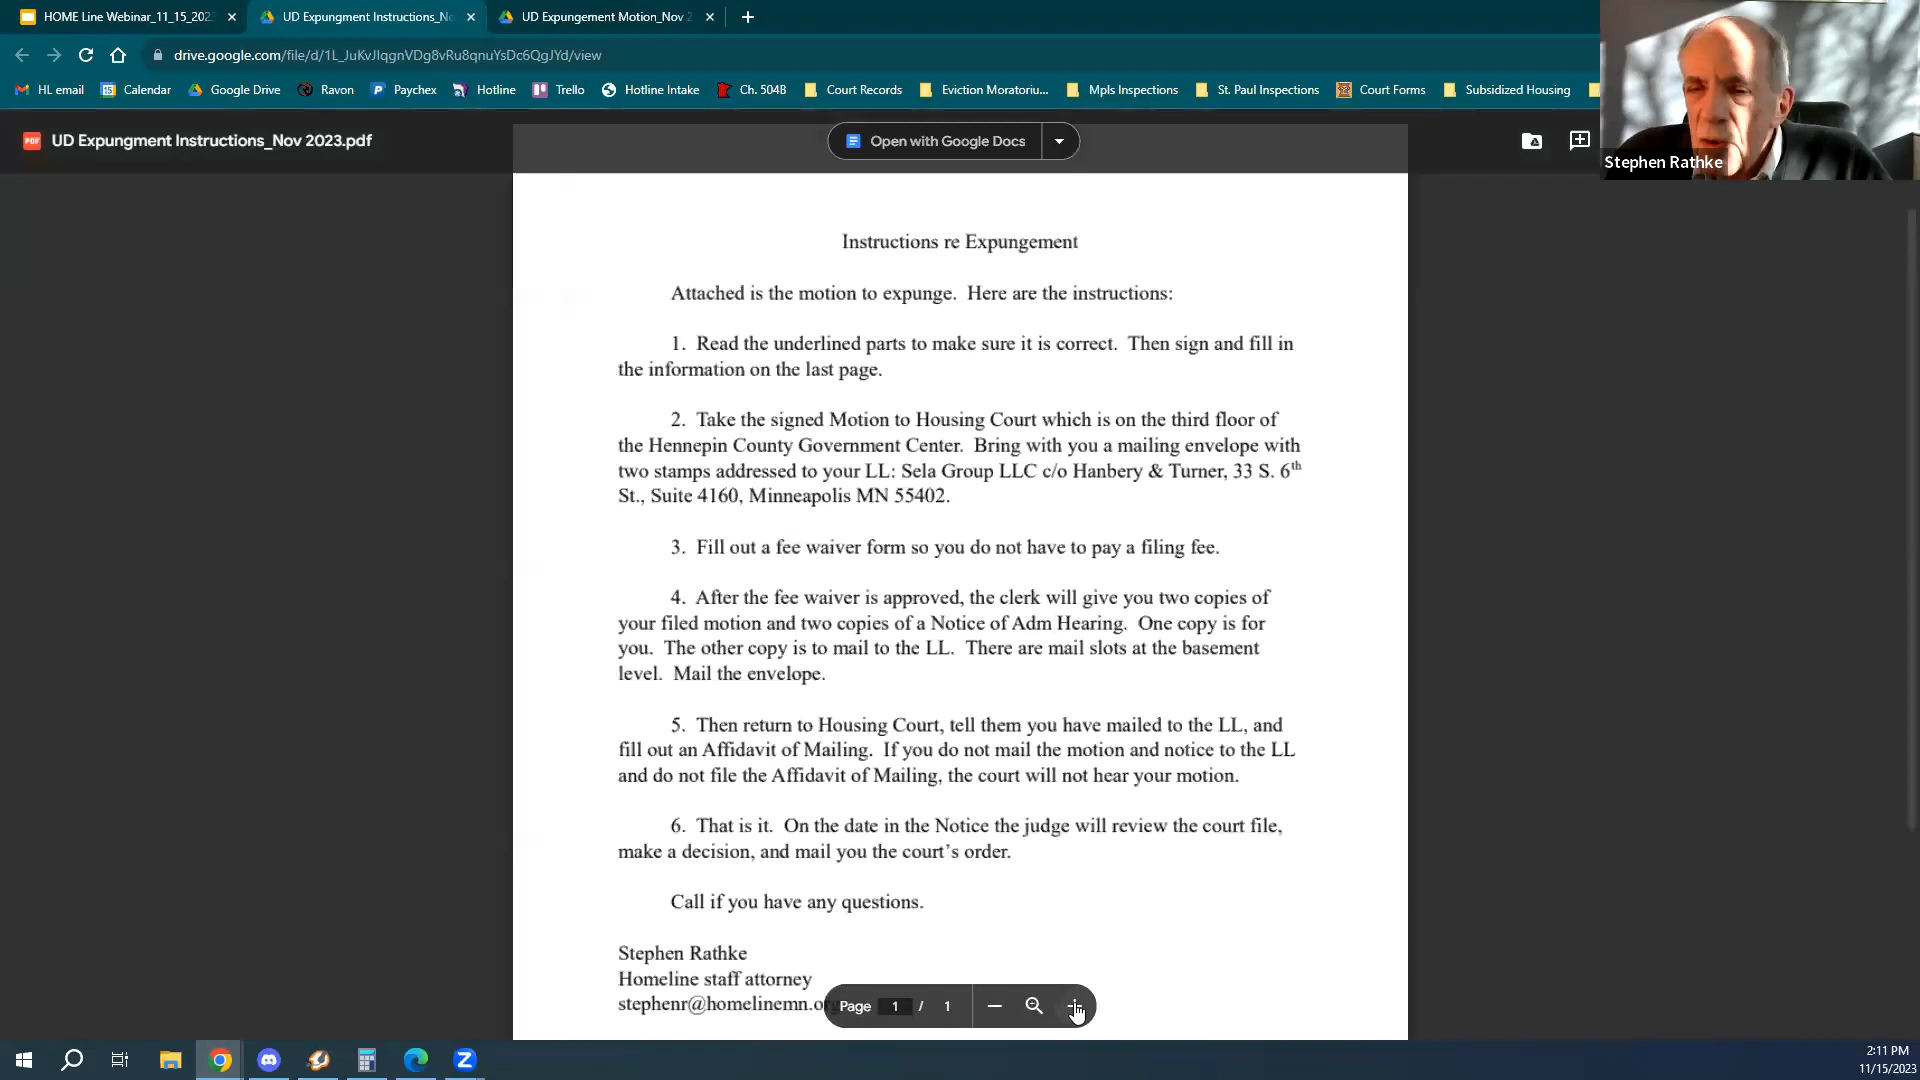 HOME Line Webinar_11_15_202
UD Expungment Instructions_No
UD Expungement Motion_Nov 2
drive.google.com/file/d/1L_JuKvJIqgnVDg8vRu8qnuYsDc6QgJYd/view
HL email
Calendar
Google Drive
Ravon
Paychex
Hotline
Trello
Hotline Intake
Ch. 504B
Court Records
Eviction Moratoriu...
Mpls Inspections
St. Paul Inspections
Court Forms
Subsidized Housing
PDF
UD Expungment Instructions_Nov 2023.pdf
Open with Google Docs
Stephen Rathke
Instructions re Expungement
Attached is the motion to expunge. Here are the instructions:
1. Read the underlined parts to make sure it is correct. Then sign and fill in
the information on the last page.
2. Take the signed Motion to Housing Court which is on the third floor of
the Hennepin County Government Center. Bring with you a mailing envelope with
two stamps addressed to your LL: Sela Group LLC c/o Hanbery & Turner, 33 S. 6th
St., Suite 4160, Minneapolis MN 55402.
3. Fill out a fee waiver form so you do not have to pay a filing fee.
4. After the fee waiver is approved, the clerk will give you two copies of
your filed motion and two copies of a Notice of Adm Hearing. One copy is for
you. The other copy is to mail to the LL. There are mail slots at the basement
level. Mail the envelope.
5. Then return to Housing Court, tell them you have mailed to the LL, and
fill out an Affidavit of Mailing. If you do not mail the motion and notice to the LL
and do not file the Affidavit of Mailing, the court will not hear your motion.
6. That is it. On the date in the Notice the judge will review the court file,
make a decision, and mail you the court's order.
Call if you have any questions.
Stephen Rathke
Homeline staff attorney
stephenr@homelinemn.org
Page 1 / 1
2:11 PM
11/15/2023